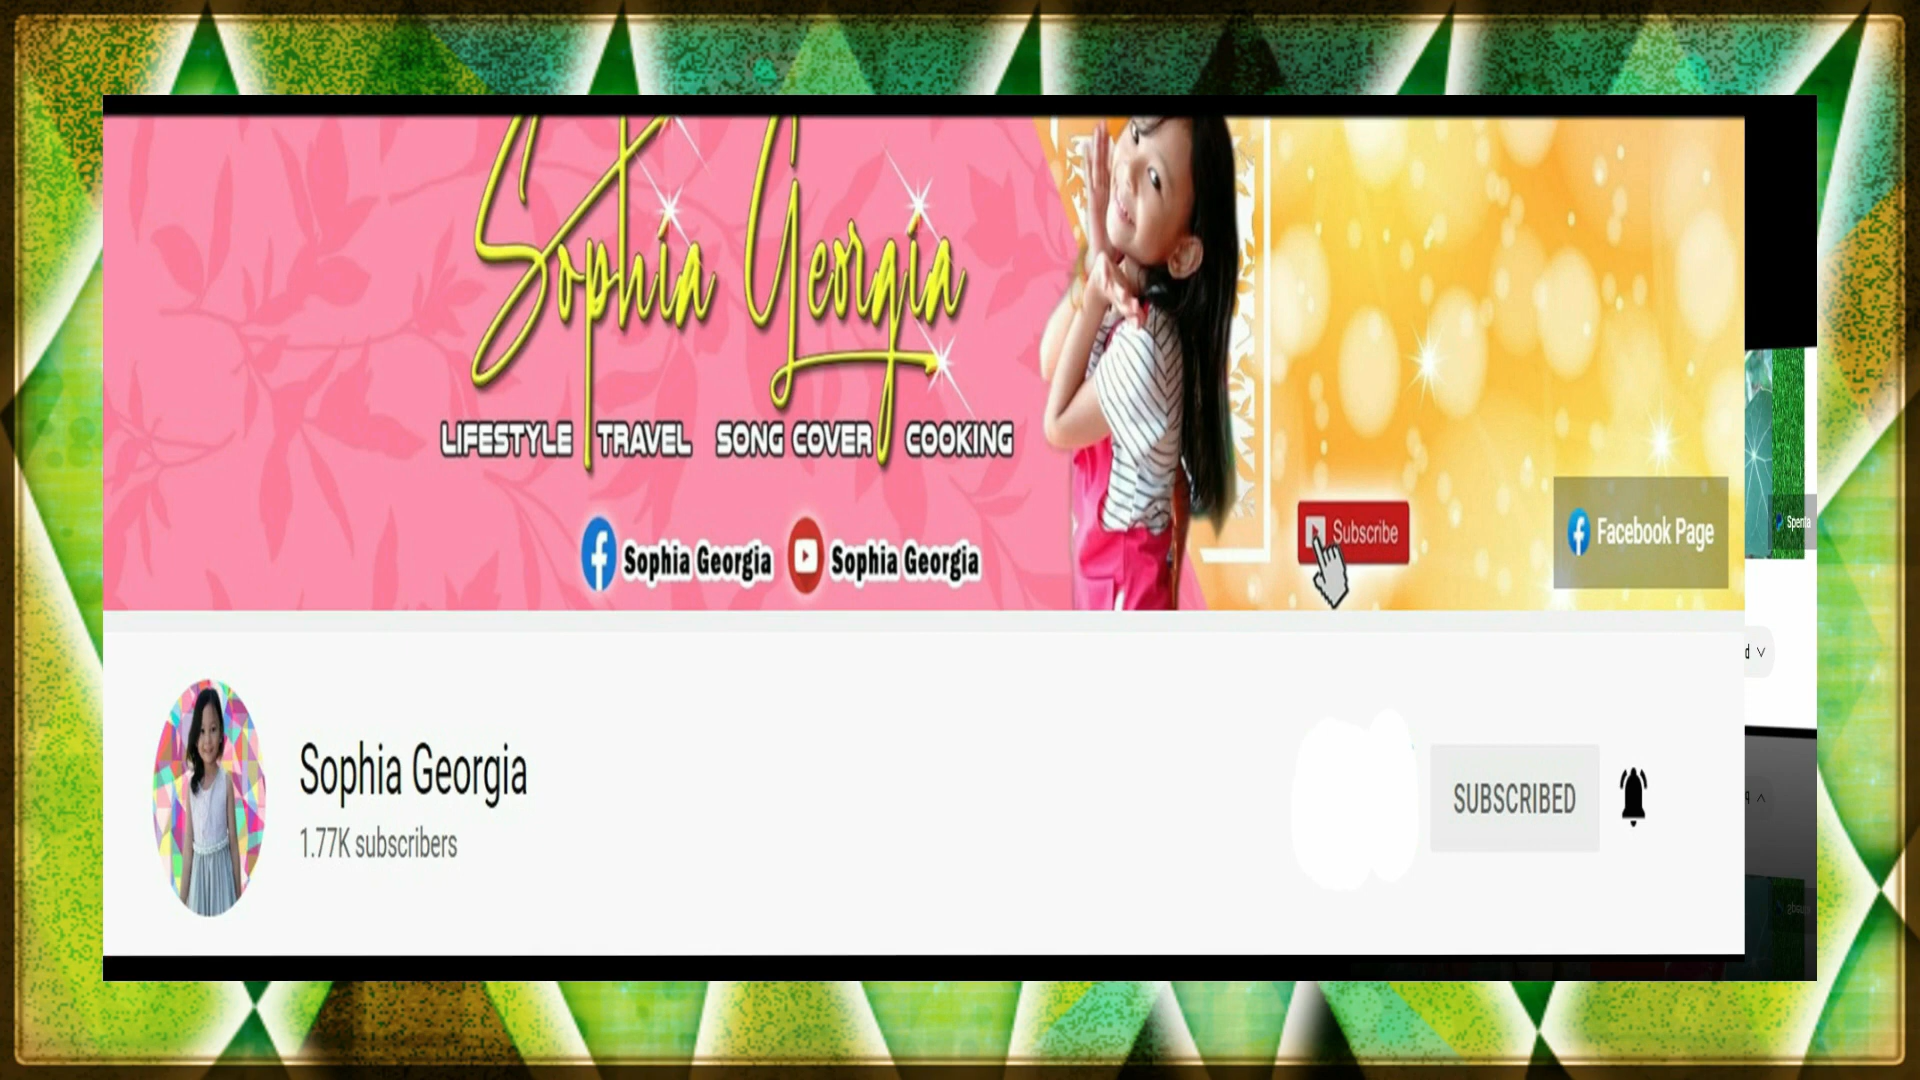 Sophia Georgia
LIFESTYLE TRAVEL SONG COVER COOKING
Sophia Georgia Sophia Georgia
Subscribe
Facebook Page
Sophia Georgia
1.77K subscribers
SUBSCRIBED